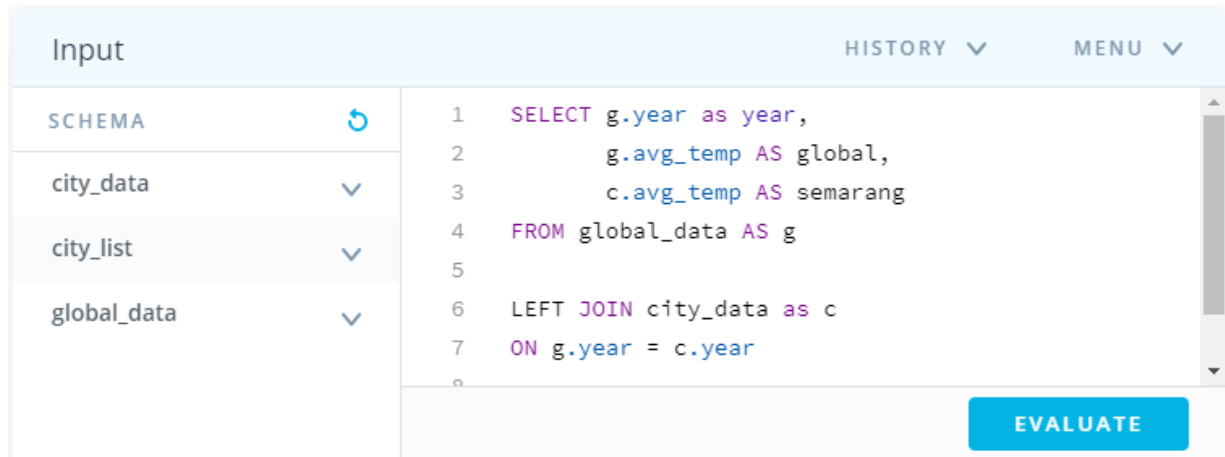 Input
HISTORY
MENU
SCHEMA
city_data
city_list
global_data
1 SELECT g.year as year,
2 g.avg_temp AS global,
3 c.avg_temp AS semarang
4 FROM global_data AS g
5
6 LEFT JOIN city_data as c
7 ON g.year = c.year
EVALUATE